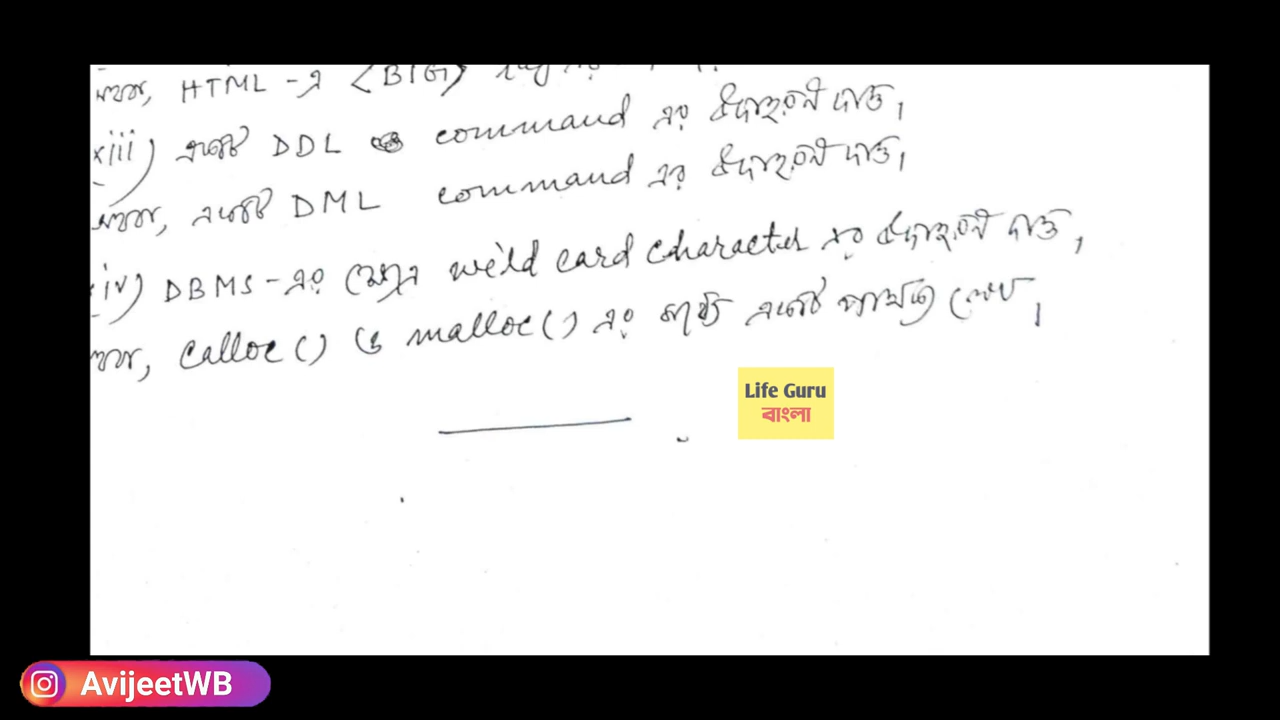 অথবা, HTML -এ <BIG>
xiii) একটি DDL command এর উদাহরণ দাও,
অথবা, একটি DML command এর উদাহরণ দাও,
xiv) DBMS -এর ক্ষেত্রে weild card character এর উদাহরণ দাও,
অথবা, calloc() ও malloc() এর মধ্যে একটি পার্থক্য লেখ,
Life Guru
বাংলা
AvijeetWB